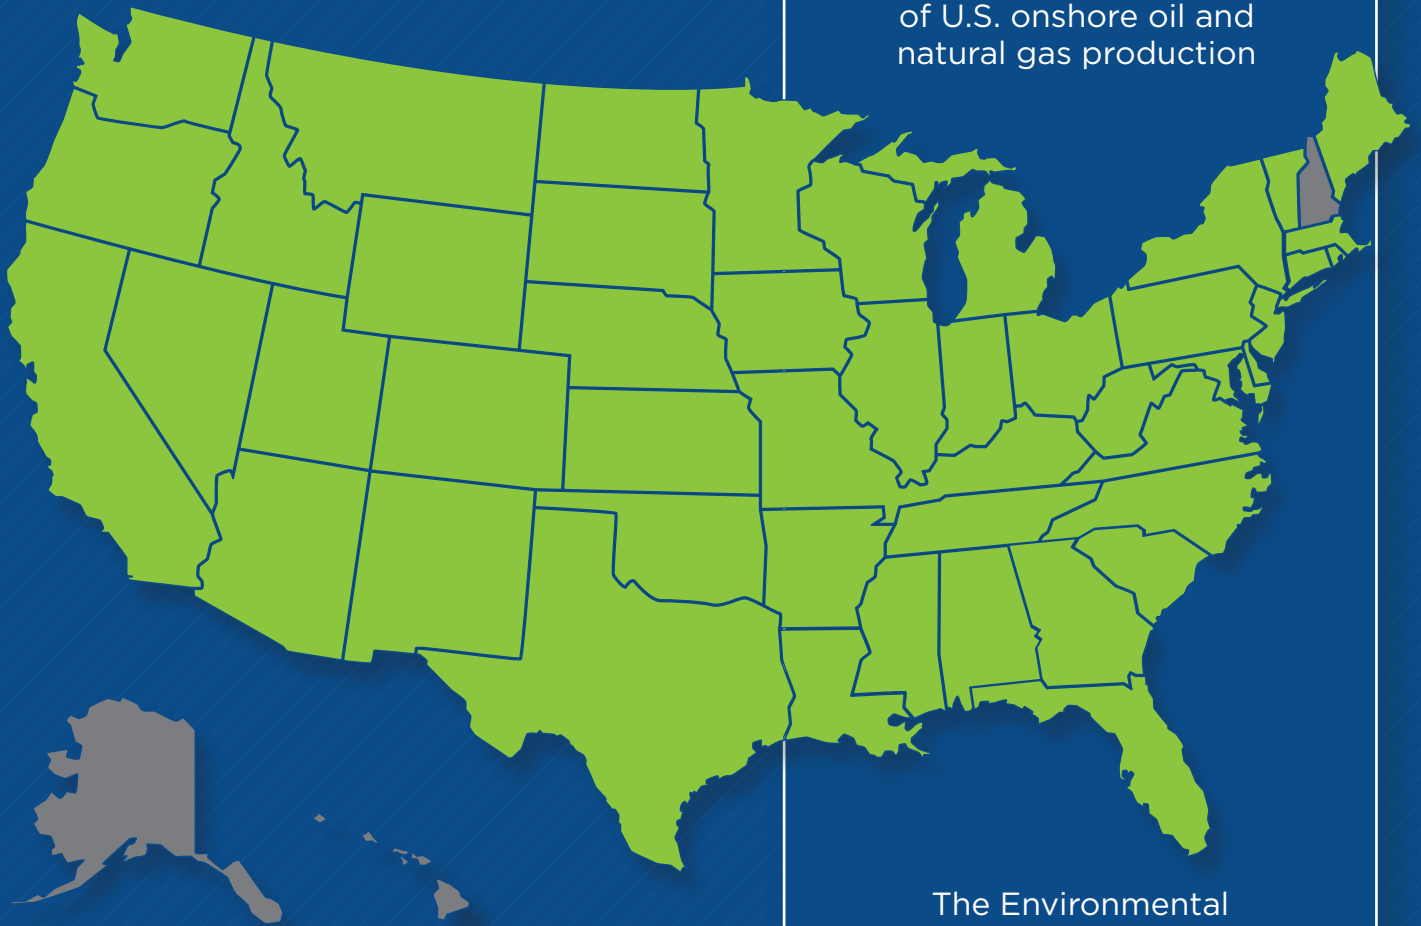 of U.S. onshore oil and
natural gas production
The Environmental